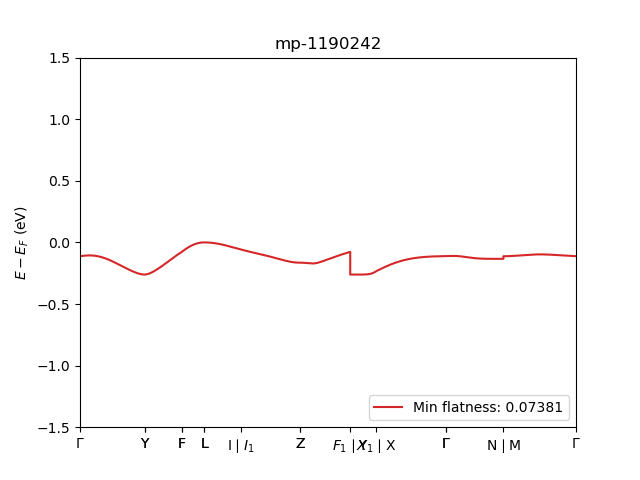 mp-1190242
E − E_F (eV)
1.5
1.0
0.5
0.0
−0.5
−1.0
−1.5
Min flatness: 0.07381
Γ Y F L I | I₁ Z F₁ | Y X₁ | X Γ N | M Γ